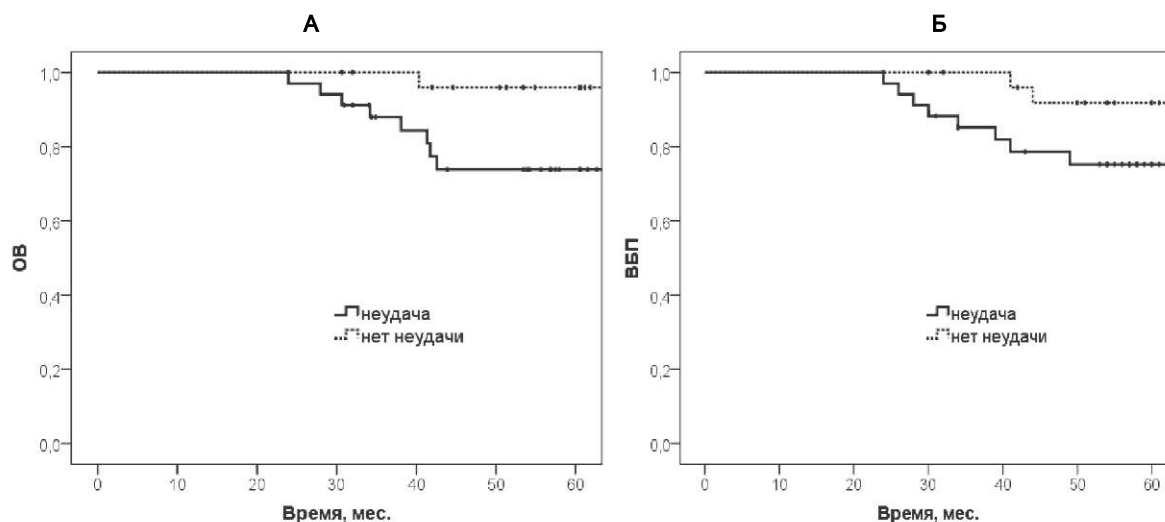 А
1,0
0,8
0,6
0,4
0,2
0,0
ОВ
неудача
нет неудачи
0 10 20 30 40 50 60
Время, мес.
Б
1,0
0,8
0,6
0,4
0,2
0,0
ВБП
неудача
нет неудачи
0 10 20 30 40 50 60
Время, мес.